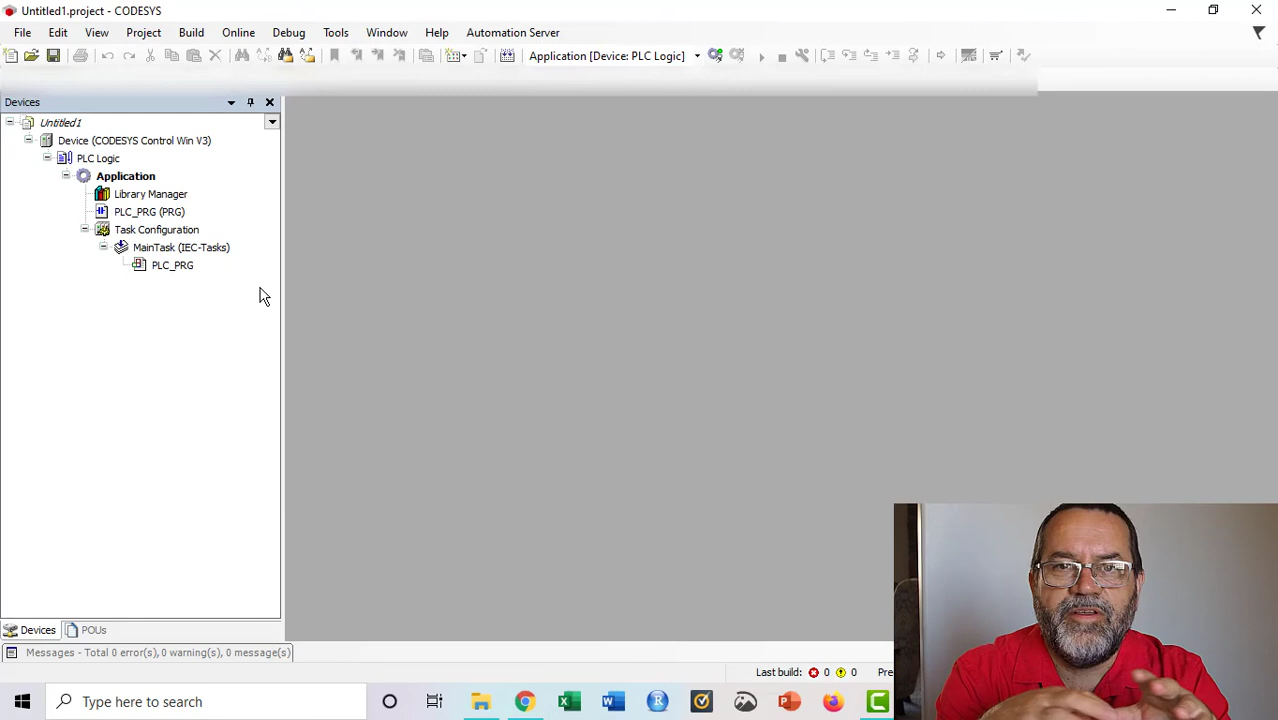 Untitled1.project - CODESYS
File Edit View Project Build Online Debug Tools Window Help Automation Server
Application [Device: PLC Logic]
Devices
Untitled1
Device (CODESYS Control Win V3)
PLC Logic
Application
Library Manager
PLC_PRG (PRG)
Task Configuration
MainTask (IEC-Tasks)
PLC_PRG
Devices POUs
Messages - Total 0 error(s), 0 warning(s), 0 message(s)
Last build: 0 0 Pre
Type here to search